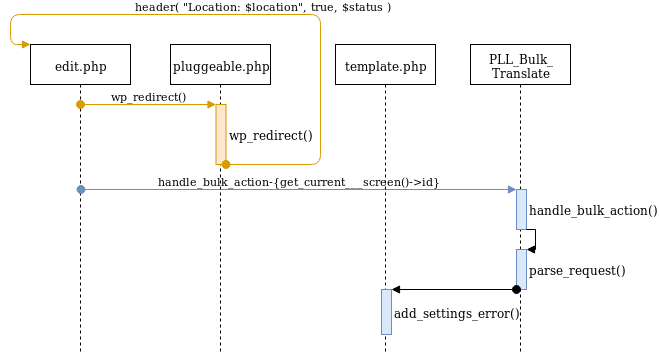 header( "Location: $location", true, $status )
edit.php
pluggeable.php
template.php
PLL_Bulk_
Translate
wp_redirect()
wp_redirect()
handle_bulk_action-{get_current___screen()->id}
handle_bulk_action()
parse_request()
add_settings_error()